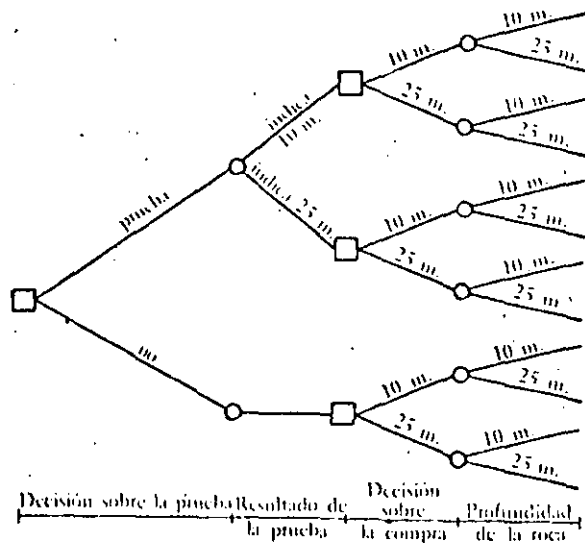 10 m.
25 m.
10 m.
25 m.
10 m.
25 m.
indica
10 m.
prueba
indica 25 m.
10 m.
25 m.
10 m.
25 m.
10 m.
25 m.
no
10 m.
25 m.
10 m.
25 m.
10 m.
25 m.
Decisión sobre la prueba
Resultado de
la prueba
Decisión
sobre
la compra
Profundidad
de la roca